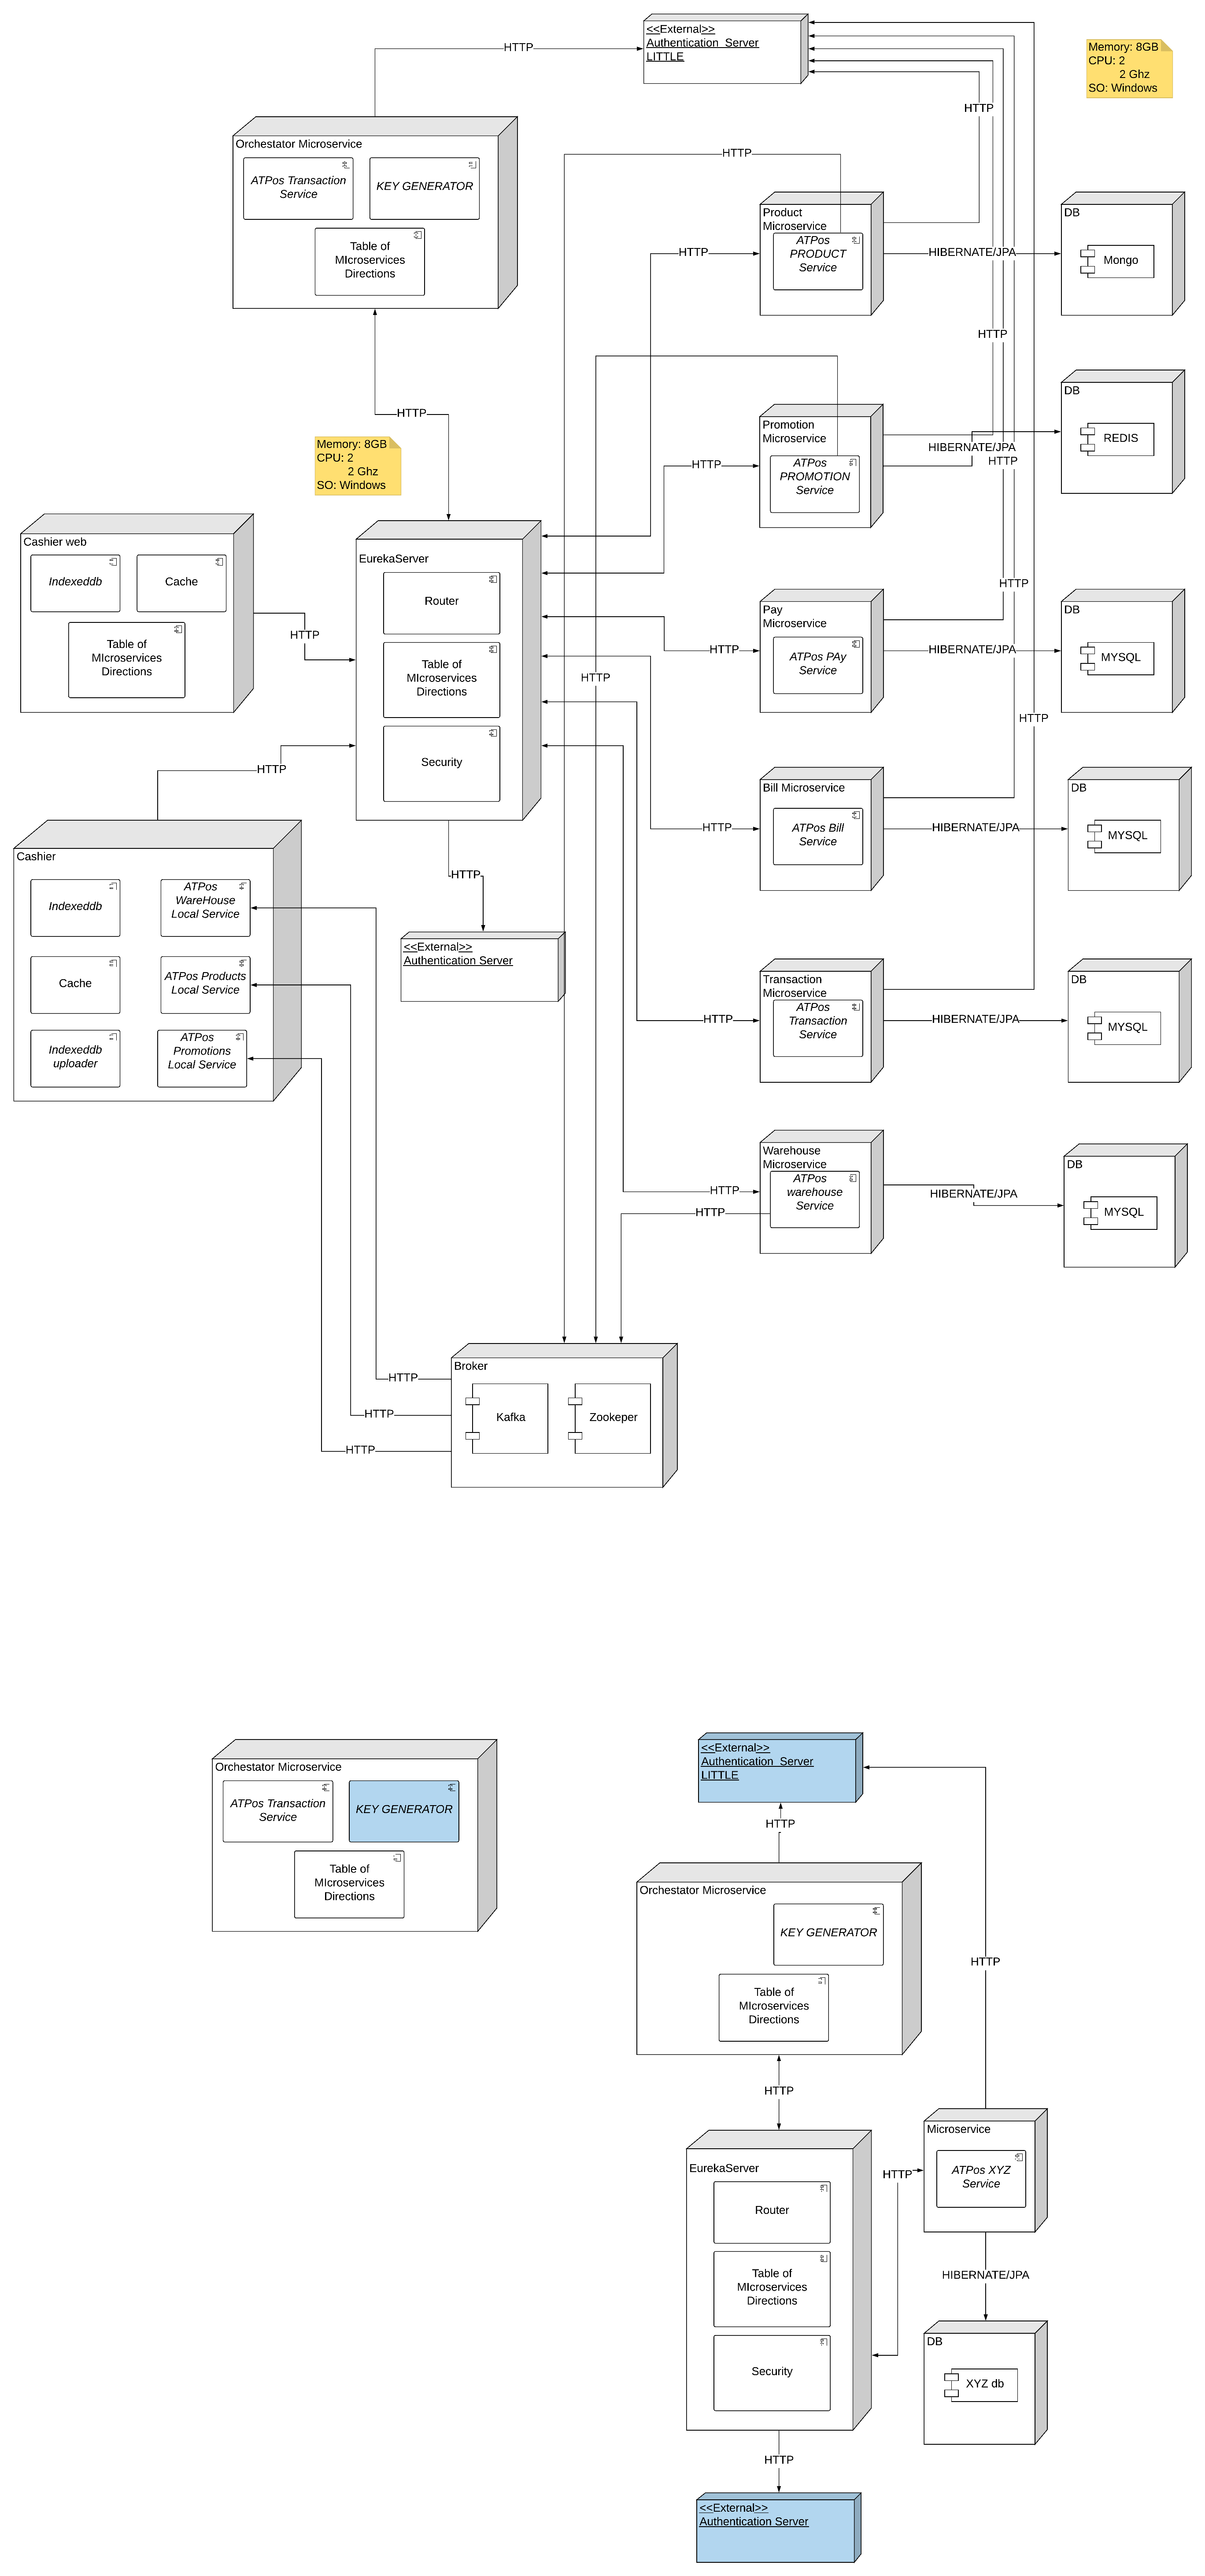 <<External>>
Authentication  Server
LITTLE
HTTP
Memory: 8GB
CPU: 2
2 Ghz
SO: Windows
HTTP
Orchestator Microservice
ATPos Transaction
Service
KEY GENERATOR
Table of
MIcroservices
Directions
HTTP
Product
Microservice
ATPos
PRODUCT
Service
HTTP
HIBERNATE/JPA
DB
Mongo
HTTP
DB
REDIS
HTTP
Memory: 8GB
CPU: 2
2 Ghz
SO: Windows
Promotion
Microservice
ATPos
PROMOTION
Service
HTTP
HIBERNATE/JPA
HTTP
Cashier web
Indexeddb
Cache
Table of
MIcroservices
Directions
HTTP
EurekaServer
Router
Table of
MIcroservices
Directions
Security
HTTP
Pay
Microservice
ATPos PAy
Service
HTTP
HTTP
HIBERNATE/JPA
DB
MYSQL
HTTP
HTTP
HTTP
Bill Microservice
ATPos Bill
Service
HTTP
HIBERNATE/JPA
DB
MYSQL
Cashier
Indexeddb
ATPos
WareHouse
Local Service
Cache
ATPos Products
Local Service
Indexeddb
uploader
ATPos
Promotions
Local Service
HTTP
<<External>>
Authentication Server
Transaction
Microservice
ATPos
Transaction
Service
HTTP
HIBERNATE/JPA
DB
MYSQL
Warehouse
Microservice
ATPos
warehouse
Service
HTTP
HTTP
HIBERNATE/JPA
DB
MYSQL
Broker
Kafka
Zookeper
HTTP
HTTP
HTTP
Orchestator Microservice
ATPos Transaction
Service
KEY GENERATOR
Table of
MIcroservices
Directions
<<External>>
Authentication  Server
LITTLE
HTTP
Orchestator Microservice
KEY GENERATOR
Table of
MIcroservices
Directions
HTTP
HTTP
EurekaServer
Router
Table of
MIcroservices
Directions
Security
HTTP
Microservice
ATPos XYZ
Service
HIBERNATE/JPA
DB
XYZ db
HTTP
<<External>>
Authentication Server